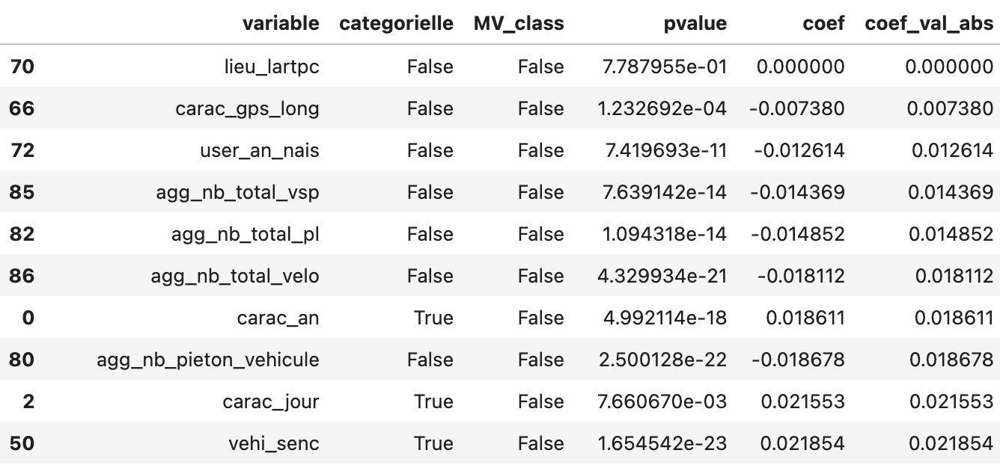 variable categorielle MV_class pvalue coef coef_val_abs
70 lieu_lartpc False False 7.787955e-01 0.000000 0.000000
66 carac_gps_long False False 1.232692e-04 -0.007380 0.007380
72 user_an_nais False False 7.419693e-11 -0.012614 0.012614
85 agg_nb_total_vsp False False 7.639142e-14 -0.014369 0.014369
82 agg_nb_total_pl False False 1.094318e-14 -0.014852 0.014852
86 agg_nb_total_velo False False 4.329934e-21 -0.018112 0.018112
0 carac_an True False 4.992114e-18 0.018611 0.018611
80 agg_nb_pieton_vehicule False False 2.500128e-22 -0.018678 0.018678
2 carac_jour True False 7.660670e-03 0.021553 0.021553
50 vehi_senc True False 1.654542e-23 0.021854 0.021854